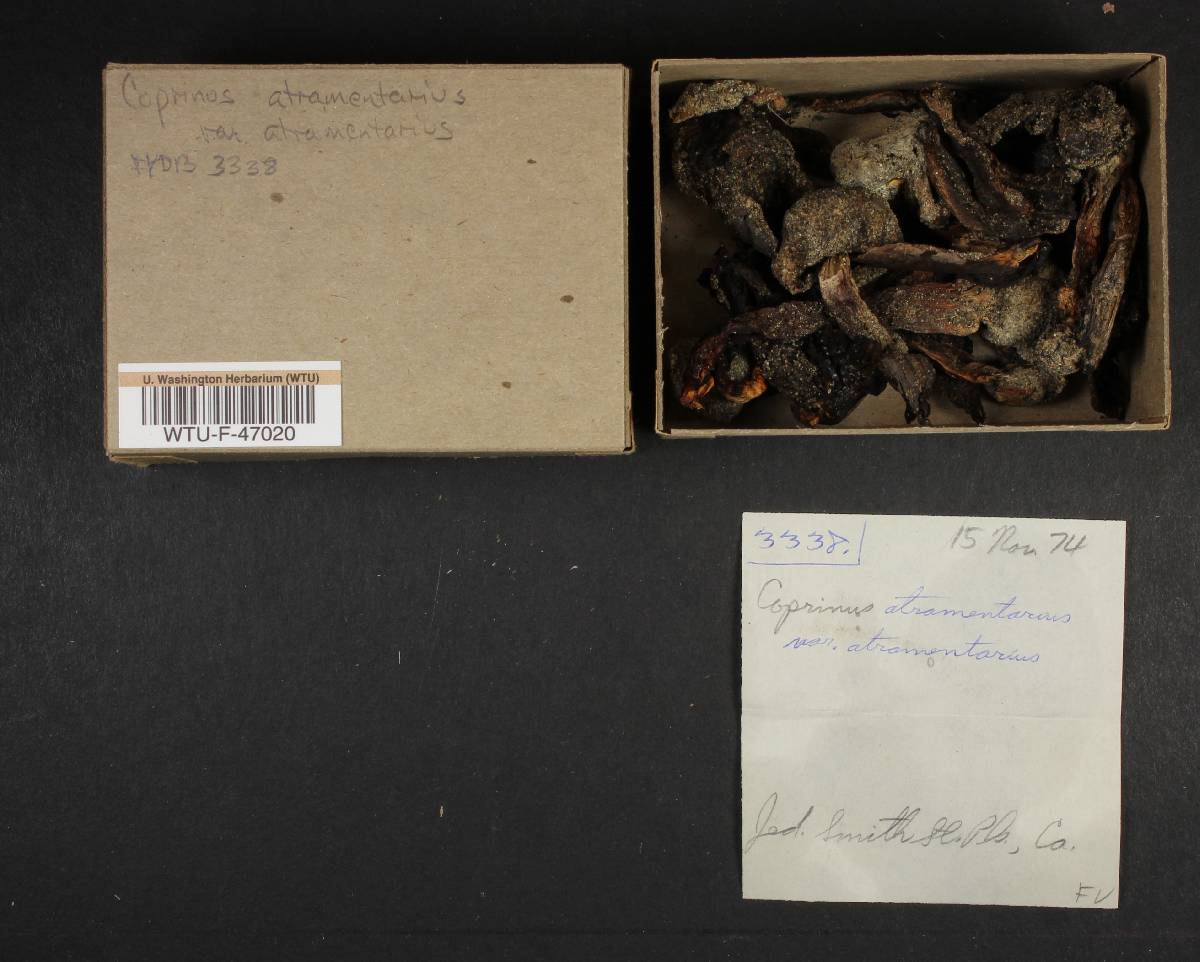 Coprinus atramentarius
var. atramentarius
HDB 3338
U. Washington Herbarium (WTU)
WTU-F-47020
3338.
15 Nov 74
Coprinus atramentarius
var. atramentarius
Jed. Smith St. Pk., Ca.
FV